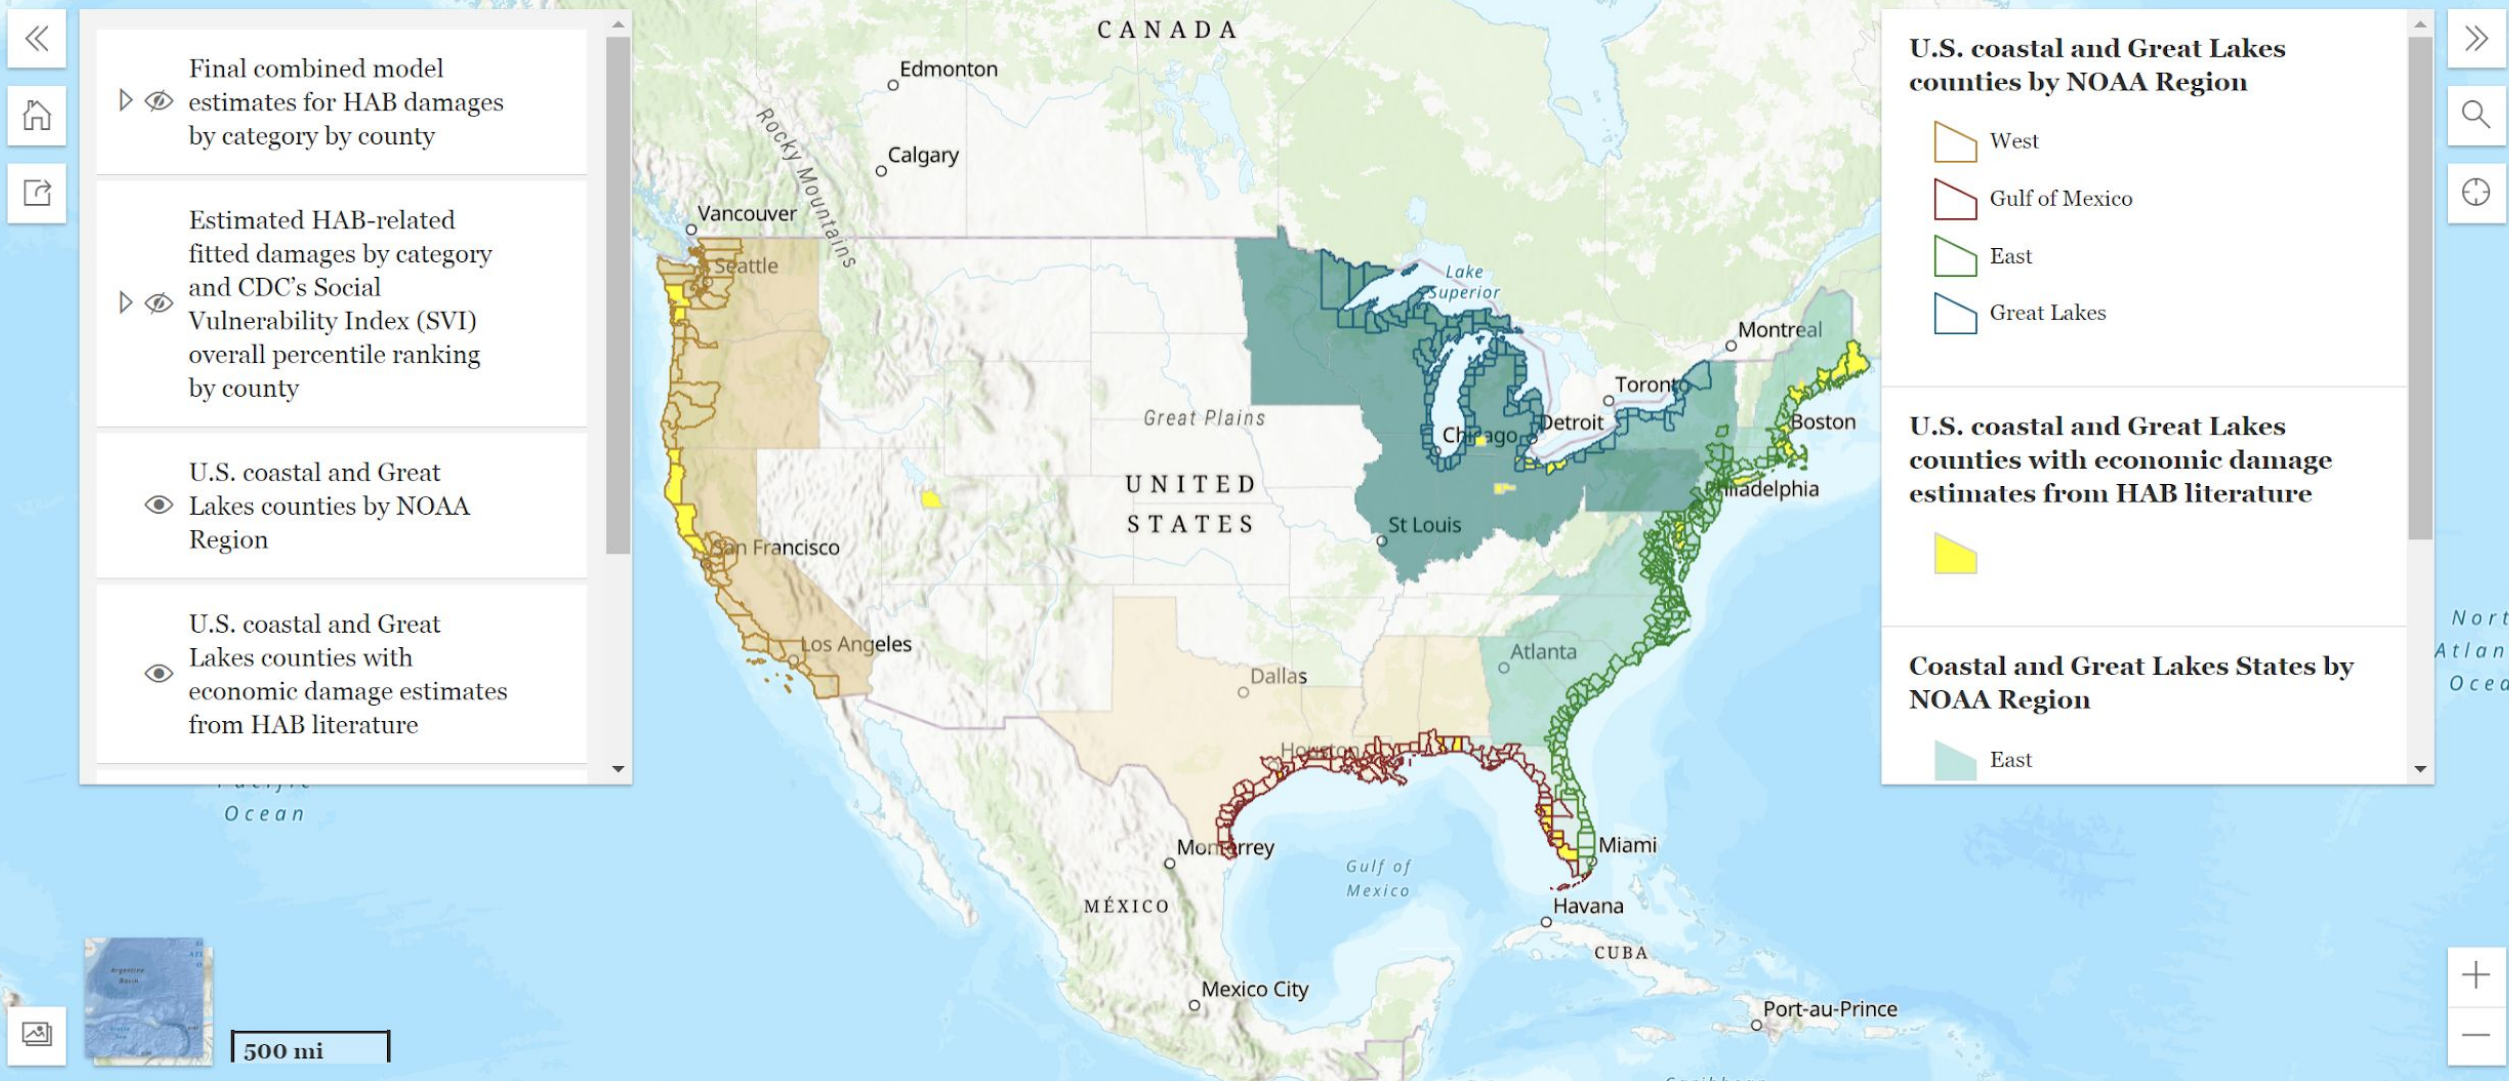 Final combined model
estimates for HAB damages
by category by county
Estimated HAB-related
fitted damages by category
and CDC’s Social
Vulnerability Index (SVI)
overall percentile ranking
by county
U.S. coastal and Great
Lakes counties by NOAA
Region
U.S. coastal and Great
Lakes counties with
economic damage estimates
from HAB literature
Ocean
500 mi
CANADA
Edmonton
Rocky Mountains
Calgary
Vancouver
Seattle
Lake
Superior
Montreal
Toronto
Great Plains
Detroit
Boston
Chicago
UNITED
STATES
Philadelphia
St Louis
San Francisco
Los Angeles
Atlanta
Dallas
Houston
Monterrey
Miami
Gulf of
Mexico
MÉXICO
Havana
CUBA
Mexico City
Port-au-Prince
U.S. coastal and Great Lakes
counties by NOAA Region
West
Gulf of Mexico
East
Great Lakes
U.S. coastal and Great Lakes
counties with economic damage
estimates from HAB literature
Coastal and Great Lakes States by
NOAA Region
East
Nort
Atlan
Ocea
Argentine
Basin